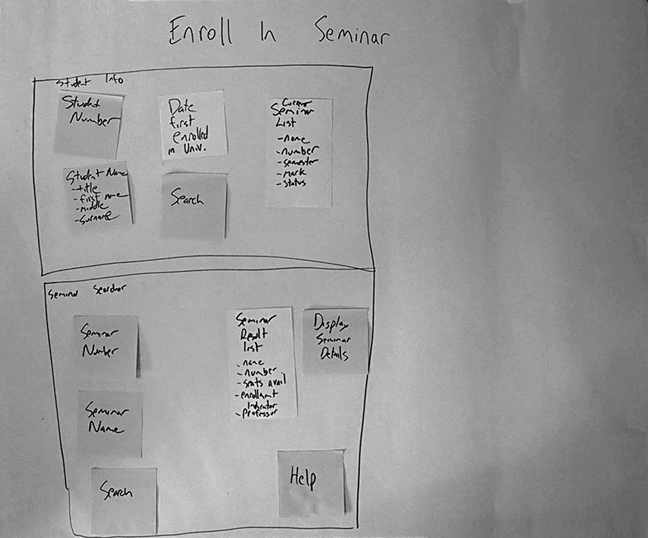 Enroll In Seminar
Student Info
Student
Number
Date
first
enrolled
in Univ.
Seminar
List
-name
-number
-semester
-mark
-status
Student Name
-title
-first name
-middle
-surname
Search
Seminar
Seminar
Number
Seminar
Result
list
-name
-number
-seats avail
-enrollment
Indicator
-Professor
Display
Seminar
Details
Seminar
Name
Search
Help